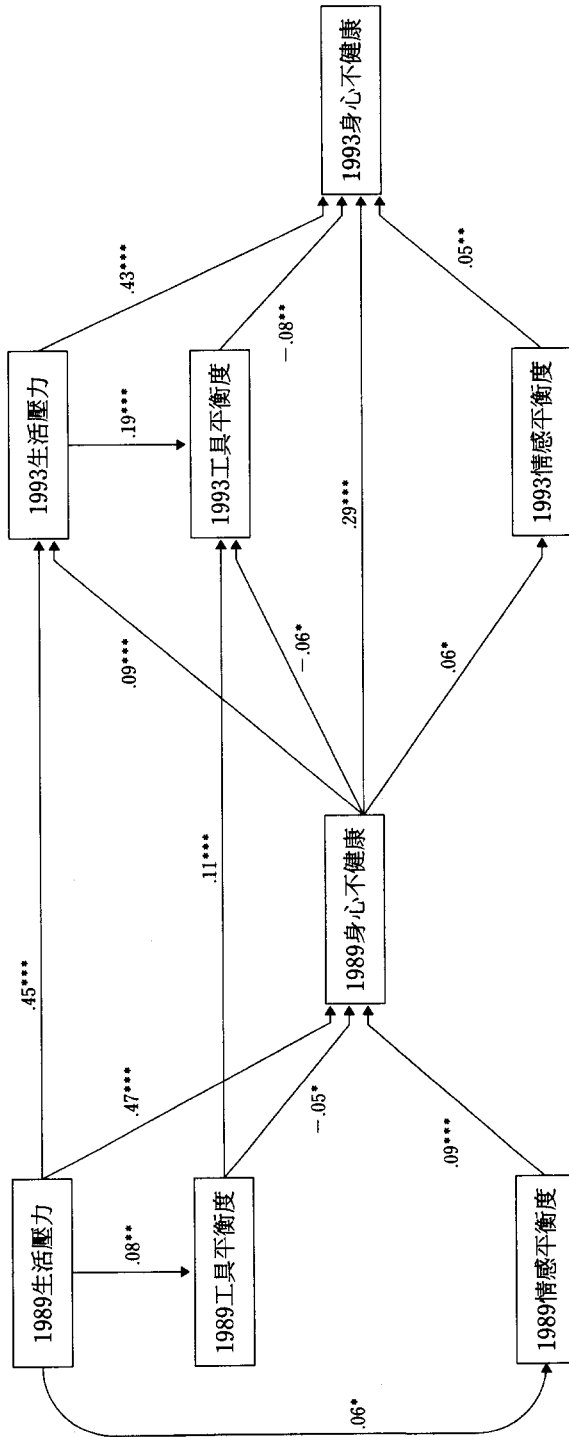 1989生活壓力
1989工具平衡度
1989情感平衡度
.08**
.06*
.45***
.47***
—.05*
.09***
.11***
1989身心不健康
.09***
—.06*
.29***
.06*
1993生活壓力
.19***
1993工具平衡度
1993情感平衡度
.43***
—.08**
.05**
1993身心不健康